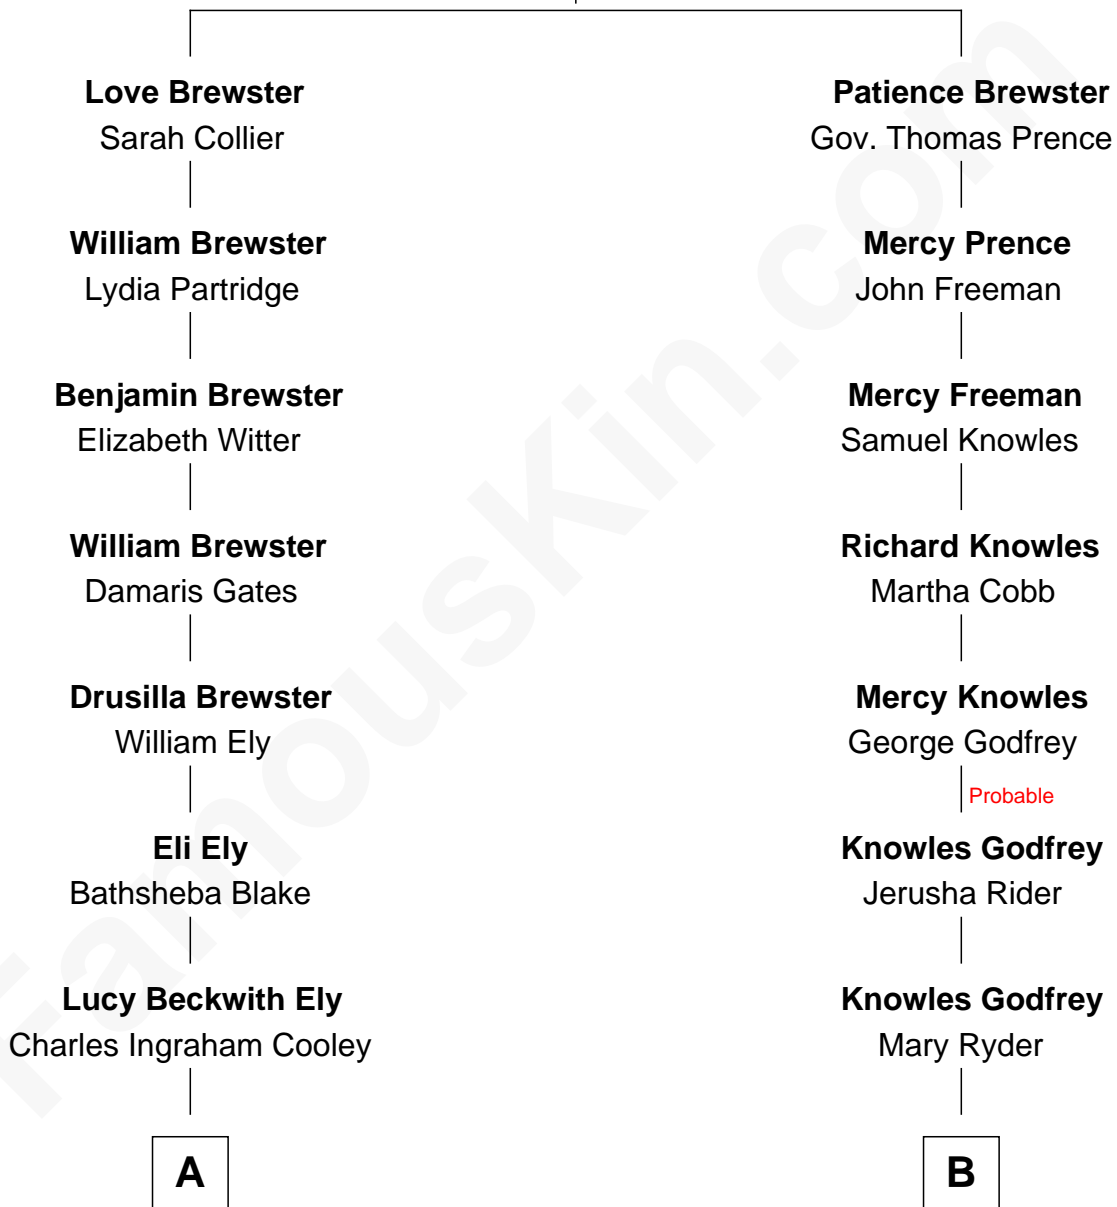 Love Brewster
Sarah Collier
Patience Brewster
Gov. Thomas Prence
William Brewster
Lydia Partridge
Mercy Prence
John Freeman
Benjamin Brewster
Elizabeth Witter
Mercy Freeman
Samuel Knowles
William Brewster
Damaris Gates
Richard Knowles
Martha Cobb
Drusilla Brewster
William Ely
Mercy Knowles
George Godfrey
Probable
Eli Ely
Bathsheba Blake
Knowles Godfrey
Jerusha Rider
Lucy Beckwith Ely
Charles Ingraham Cooley
Knowles Godfrey
Mary Ryder
A
B
FamousKin.com